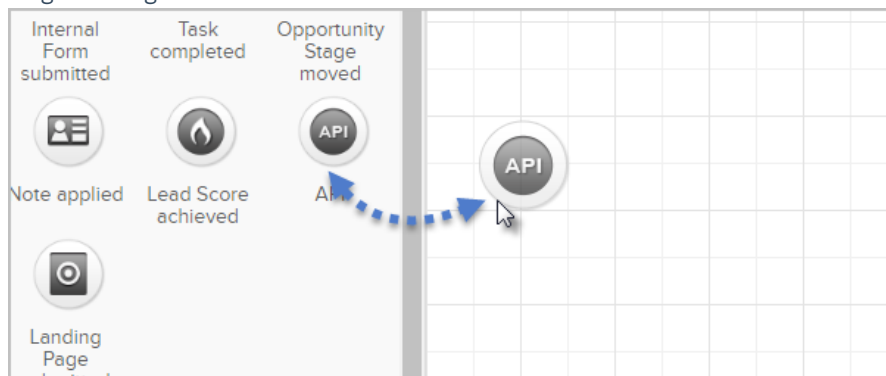 Internal Form submitted
Task completed
Opportunity Stage moved
API
API
Note applied
Lead Score achieved
Landing Page